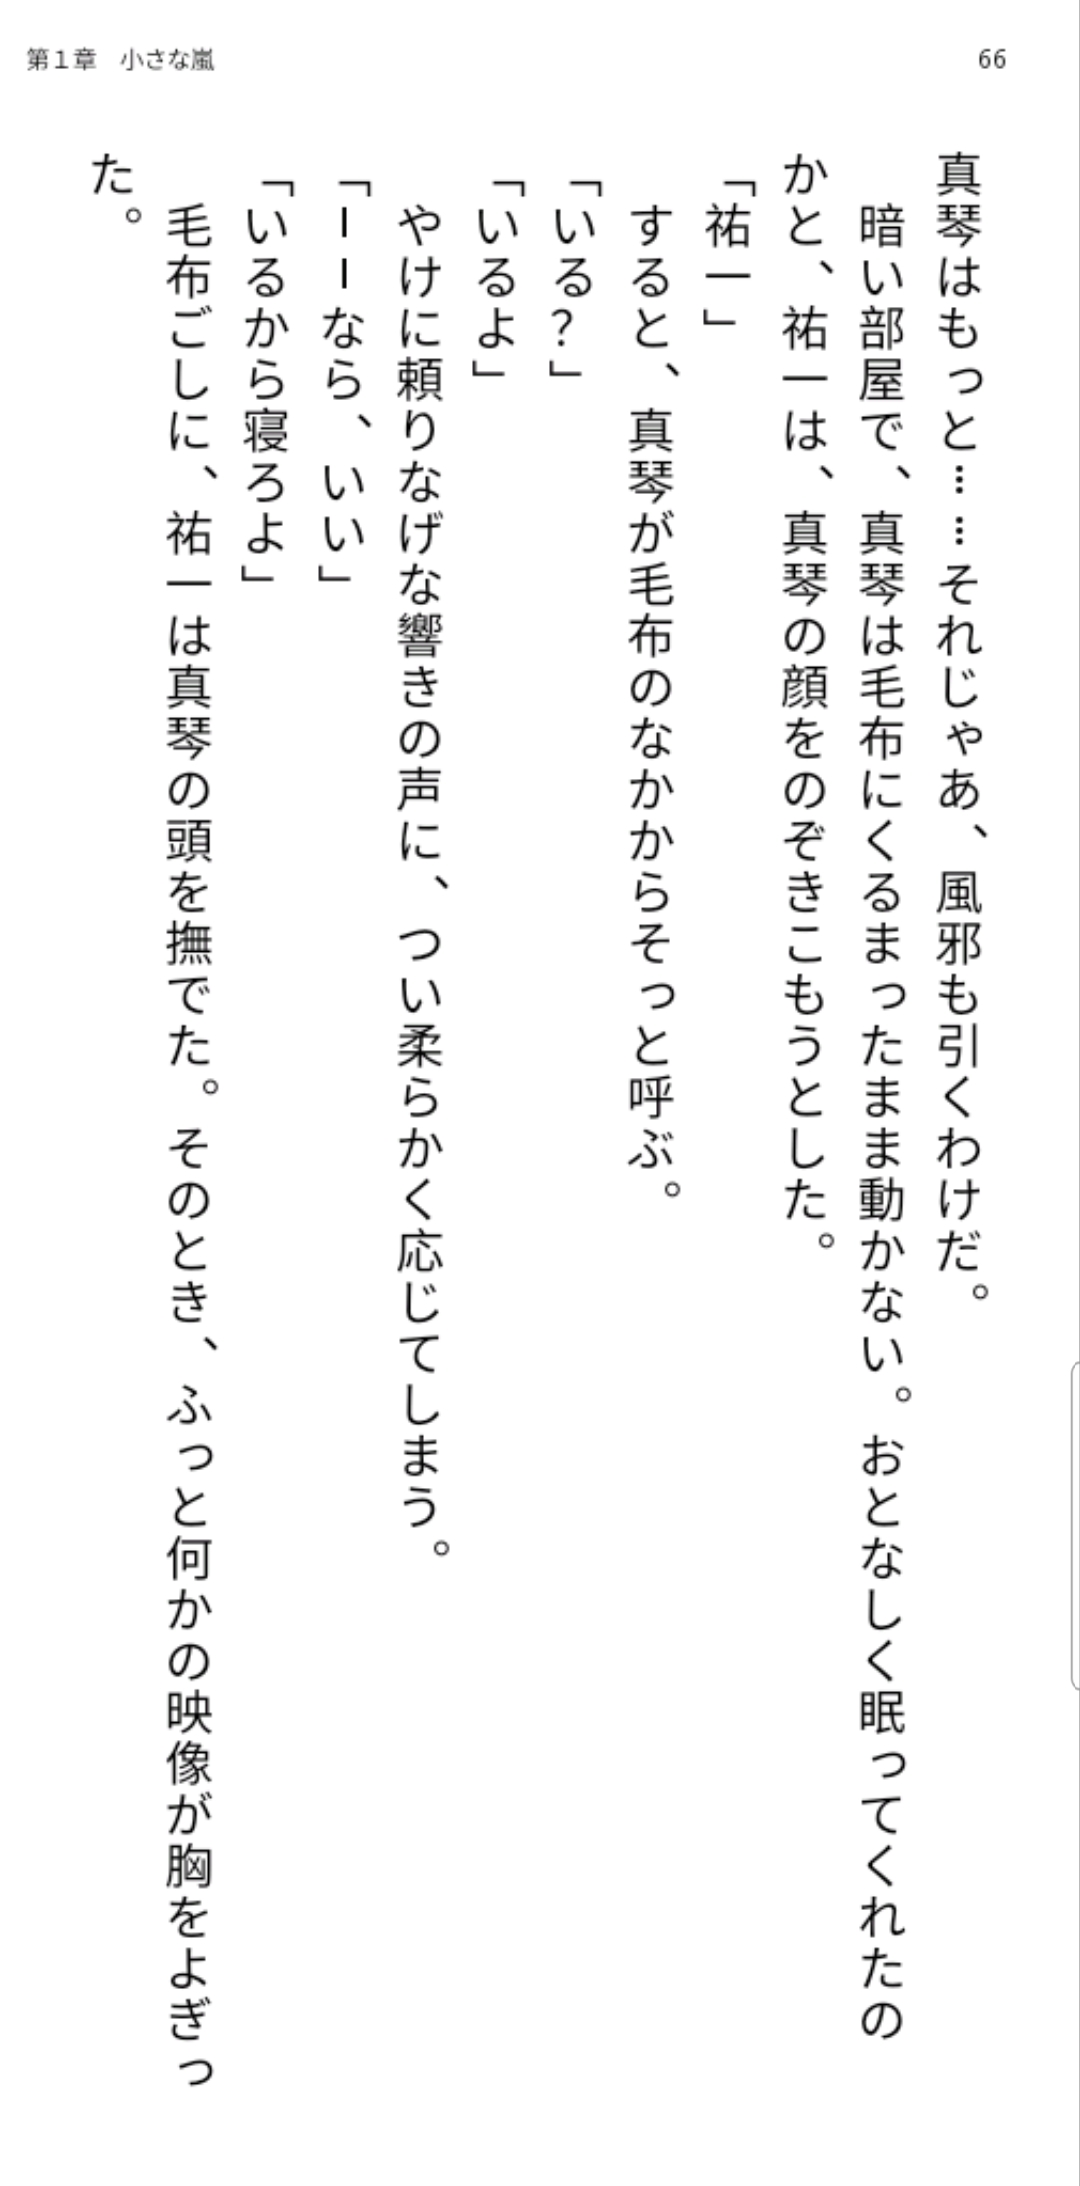 第１章　小さな嵐
66
真琴はもっと……それじゃあ、風邪も引くわけだ。
　暗い部屋で、真琴は毛布にくるまったまま動かない。おとなしく眠ってくれたの
かと、祐一は、真琴の顔をのぞきこもうとした。
「祐一」
　すると、真琴が毛布のなかからそっと呼ぶ。
「いる？」
「いるよ」
　やけに頼りなげな響きの声に、つい柔らかく応じてしまう。
「──なら、いい」
「いるから寝ろよ」
　毛布ごしに、祐一は真琴の頭を撫でた。そのとき、ふっと何かの映像が胸をよぎっ
た。